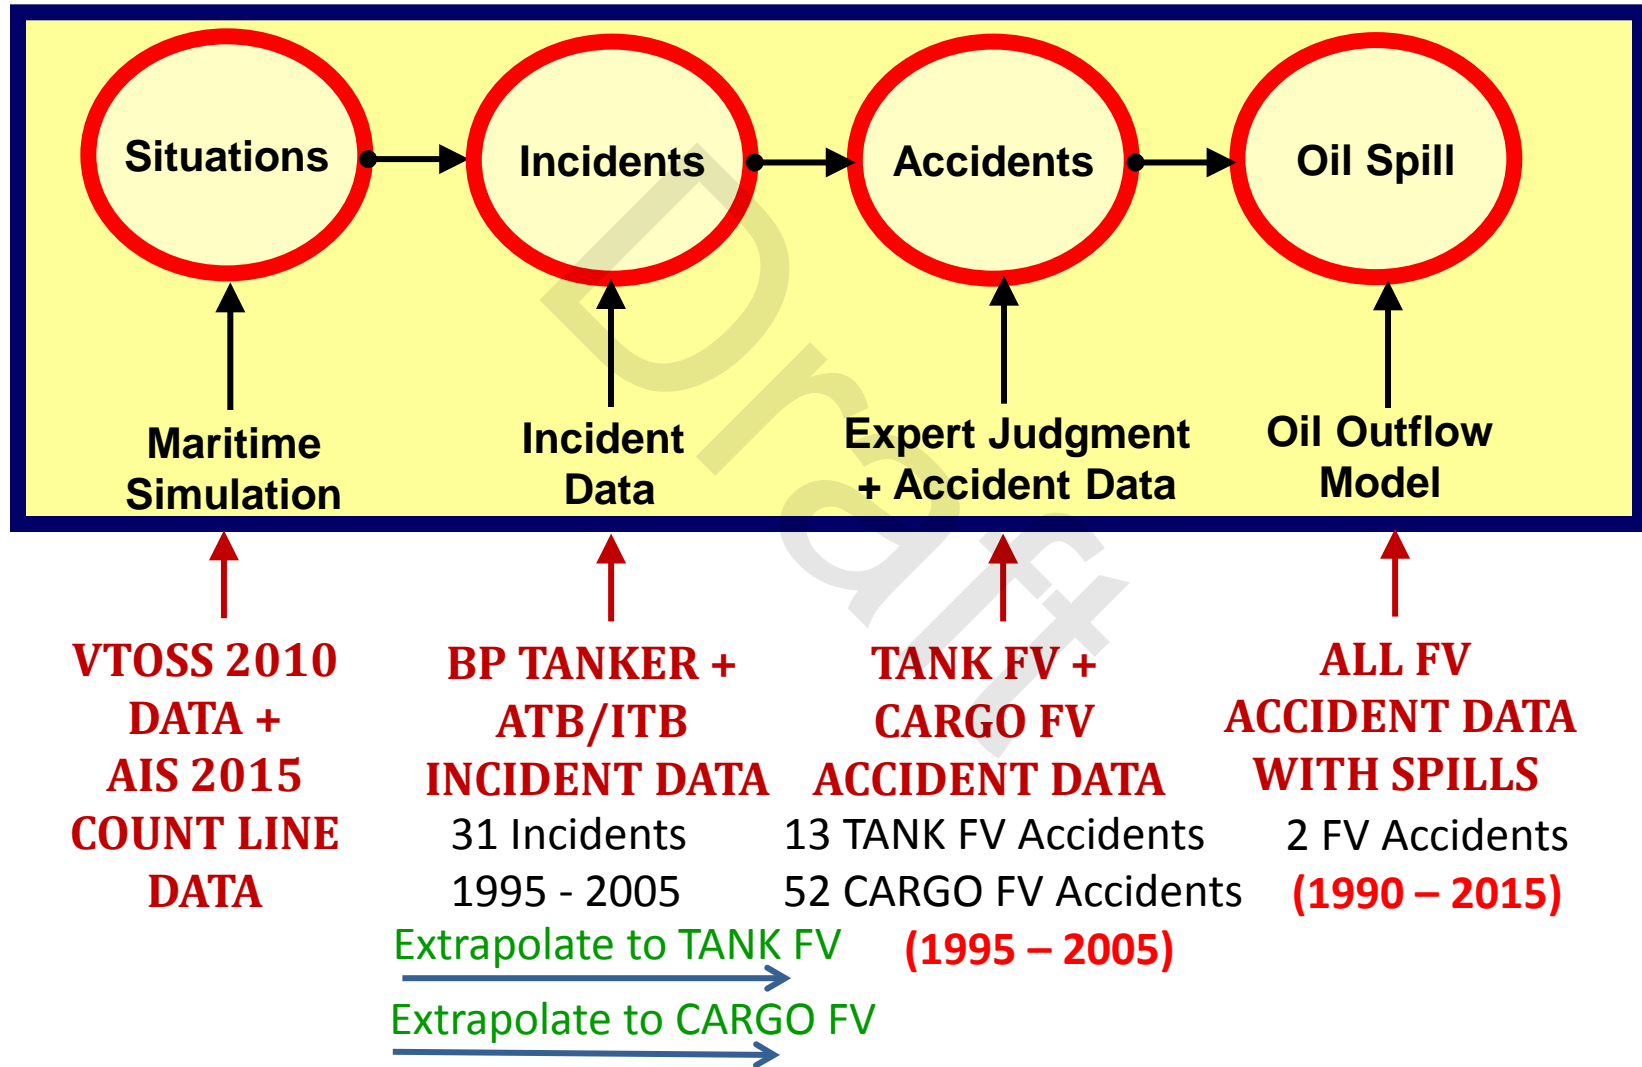 Situations
Incidents
Accidents
Oil Spill
Maritime
Simulation
Incident
Data
Expert Judgment
+ Accident Data
Oil Outflow
Model
Draft
VTOSS 2010
DATA +
AIS 2015
COUNT LINE
DATA
BP TANKER +
ATB/ITB
INCIDENT DATA
31 Incidents
1995 - 2005
Extrapolate to TANK FV
Extrapolate to CARGO FV
TANK FV +
CARGO FV
ACCIDENT DATA
13 TANK FV Accidents
52 CARGO FV Accidents
(1995 – 2005)
ALL FV
ACCIDENT DATA
WITH SPILLS
2 FV Accidents
(1990 – 2015)